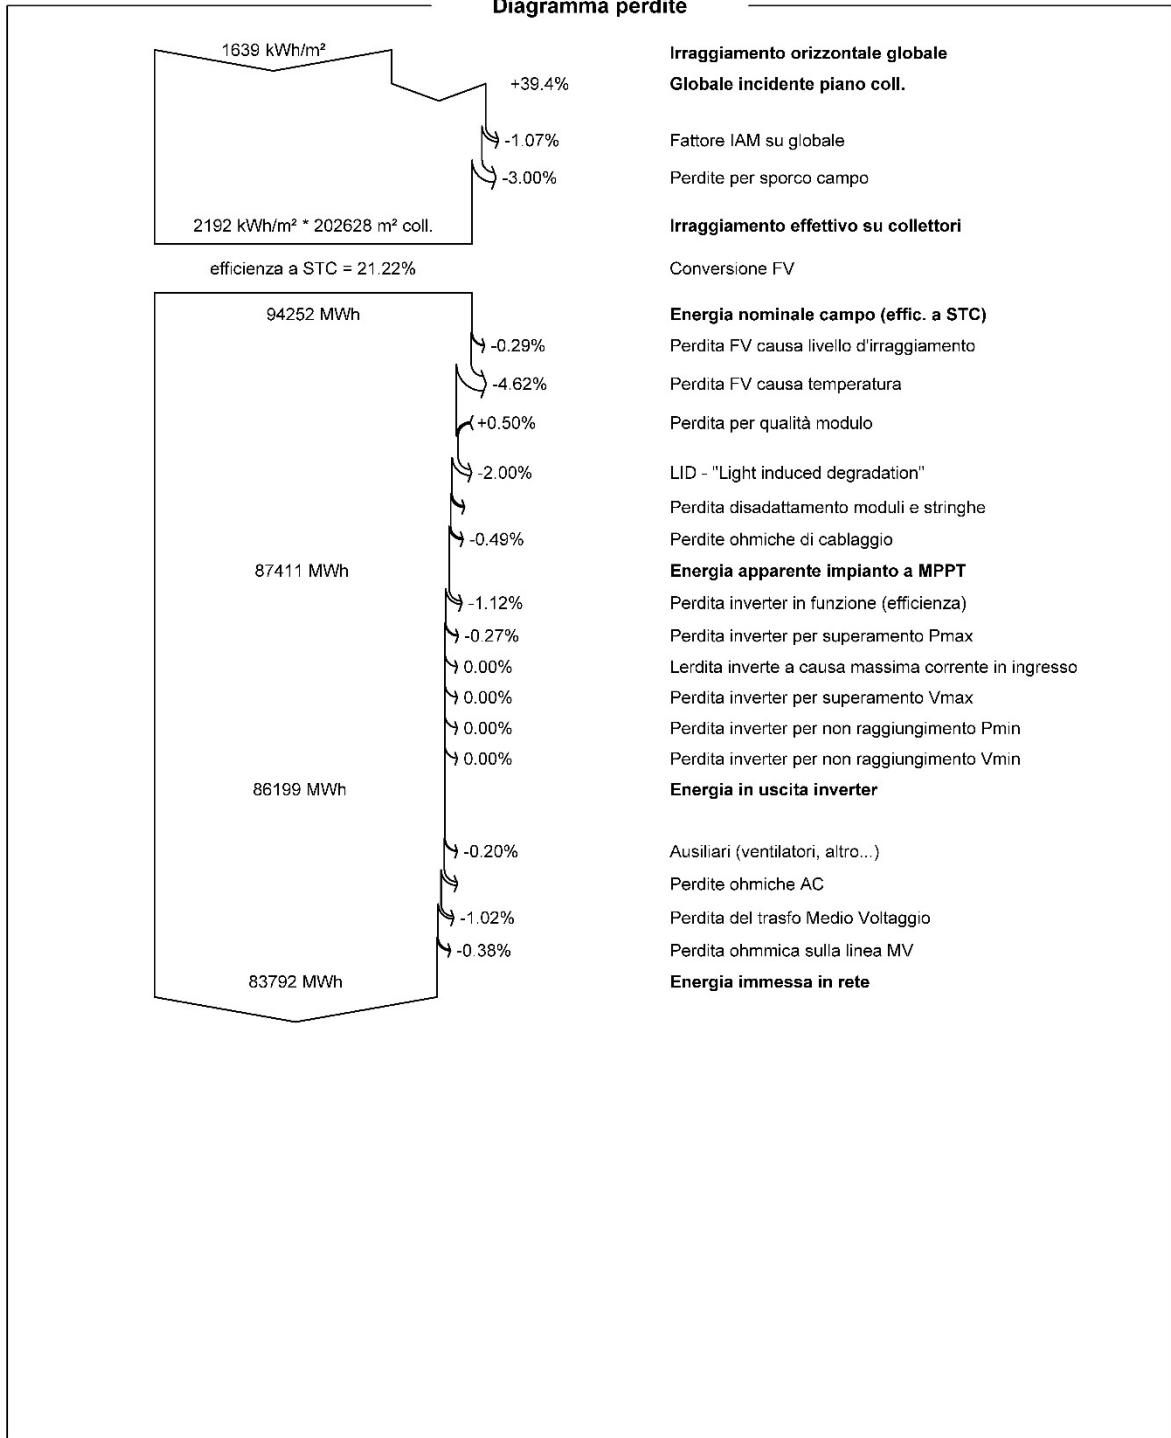 Diagramma perdite
1639 kWh/m² Irraggiamento orizzontale globale
+39.4% Globale incidente piano coll.
-1.07% Fattore IAM su globale
-3.00% Perdite per sporco campo
2192 kWh/m² * 202628 m² coll. Irraggiamento effettivo su collettori
efficienza a STC = 21.22% Conversione FV
94252 MWh Energia nominale campo (effic. a STC)
-0.29% Perdita FV causa livello d'irraggiamento
-4.62% Perdita FV causa temperatura
+0.50% Perdita per qualità modulo
-2.00% LID - "Light induced degradation"
Perdita disadattamento moduli e stringhe
-0.49% Perdite ohmiche di cablaggio
87411 MWh Energia apparente impianto a MPPT
-1.12% Perdita inverter in funzione (efficienza)
-0.27% Perdita inverter per superamento Pmax
0.00% Lerdita inverte a causa massima corrente in ingresso
0.00% Perdita inverter per superamento Vmax
0.00% Perdita inverter per non raggiungimento Pmin
0.00% Perdita inverter per non raggiungimento Vmin
86199 MWh Energia in uscita inverter
-0.20% Ausiliari (ventilatori, altro...)
Perdite ohmiche AC
-1.02% Perdita del trasfo Medio Voltaggio
-0.38% Perdita ohmmica sulla linea MV
83792 MWh Energia immessa in rete